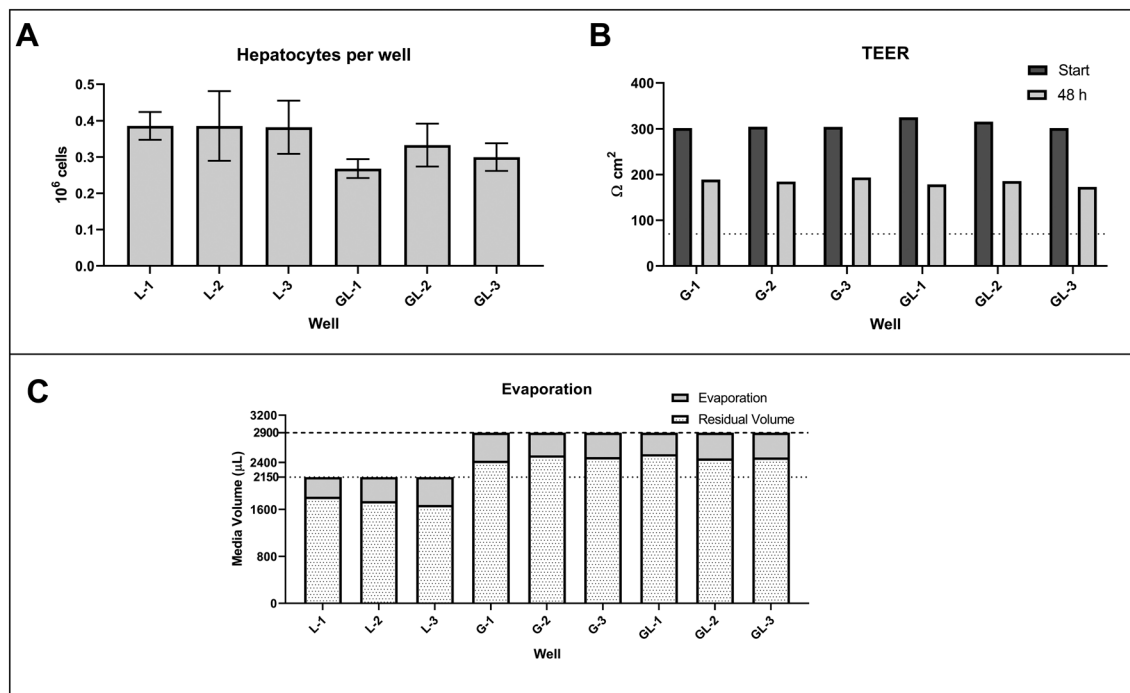 A
Hepatocytes per well
0.5
0.4
0.3
0.2
0.1
0.0
10⁶ cells
L-1
L-2
L-3
GL-1
GL-2
GL-3
Well
B
TEER
Start
48 h
400
300
200
100
0
Ω cm²
G-1
G-2
G-3
GL-1
GL-2
GL-3
Well
C
Evaporation
Evaporation
Residual Volume
3200
2900
2400
2150
1600
800
0
Media Volume (µL)
L-1
L-2
L-3
G-1
G-2
G-3
GL-1
GL-2
GL-3
Well